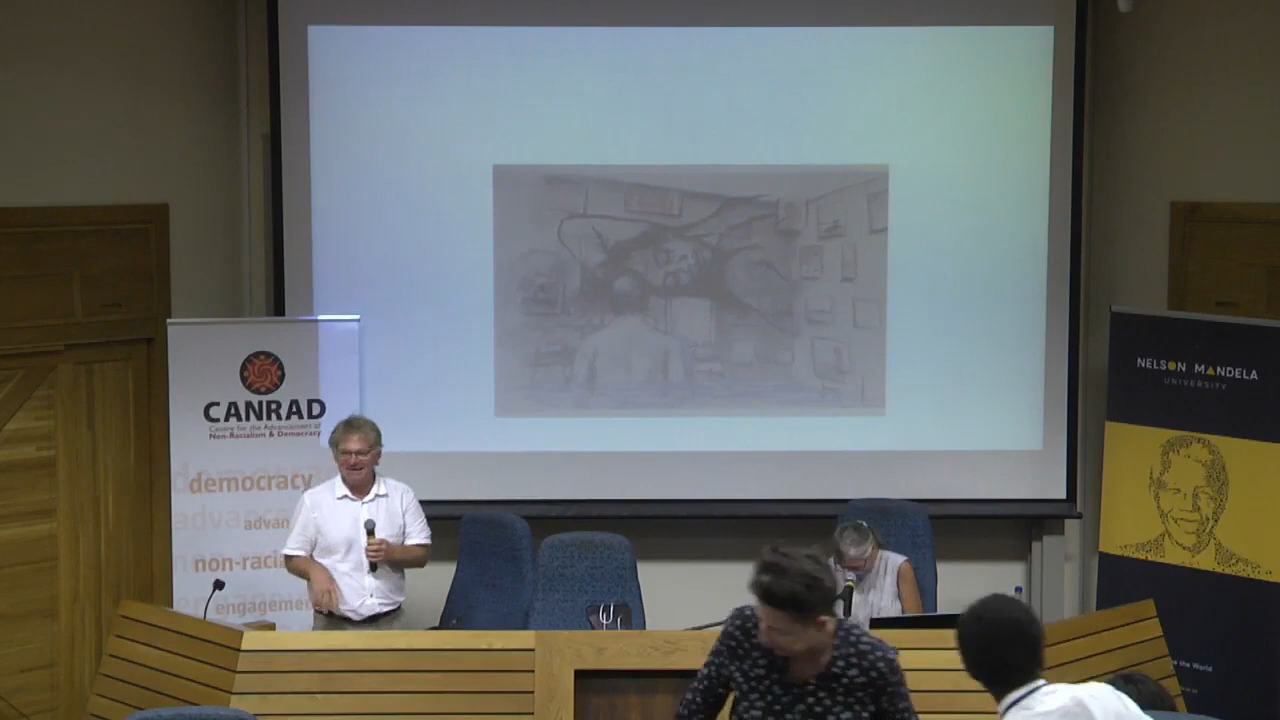 CANRAD
Centre for the Advancement of
Non-Racialism & Democracy
democracy
advan
non-raci
engagemen
NELSON MANDELA
UNIVERSITY
the World